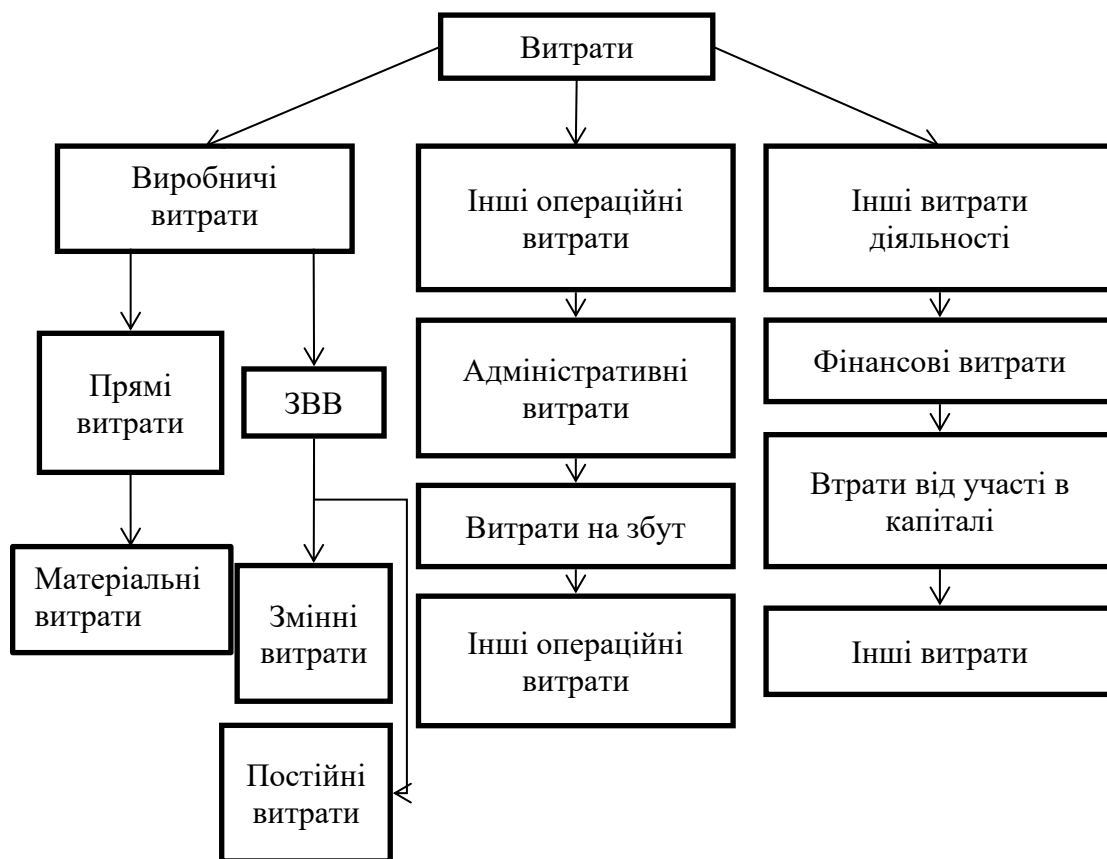 Витрати
Виробничі
витрати
Інші операційні
витрати
Інші витрати
діяльності
Прямі
витрати
ЗВВ
Адміністративні
витрати
Фінансові витрати
Матеріальні
витрати
Змінні
витрати
Постійні
витрати
Витрати на збут
Інші операційні
витрати
Втрати від участі в
капіталі
Інші витрати